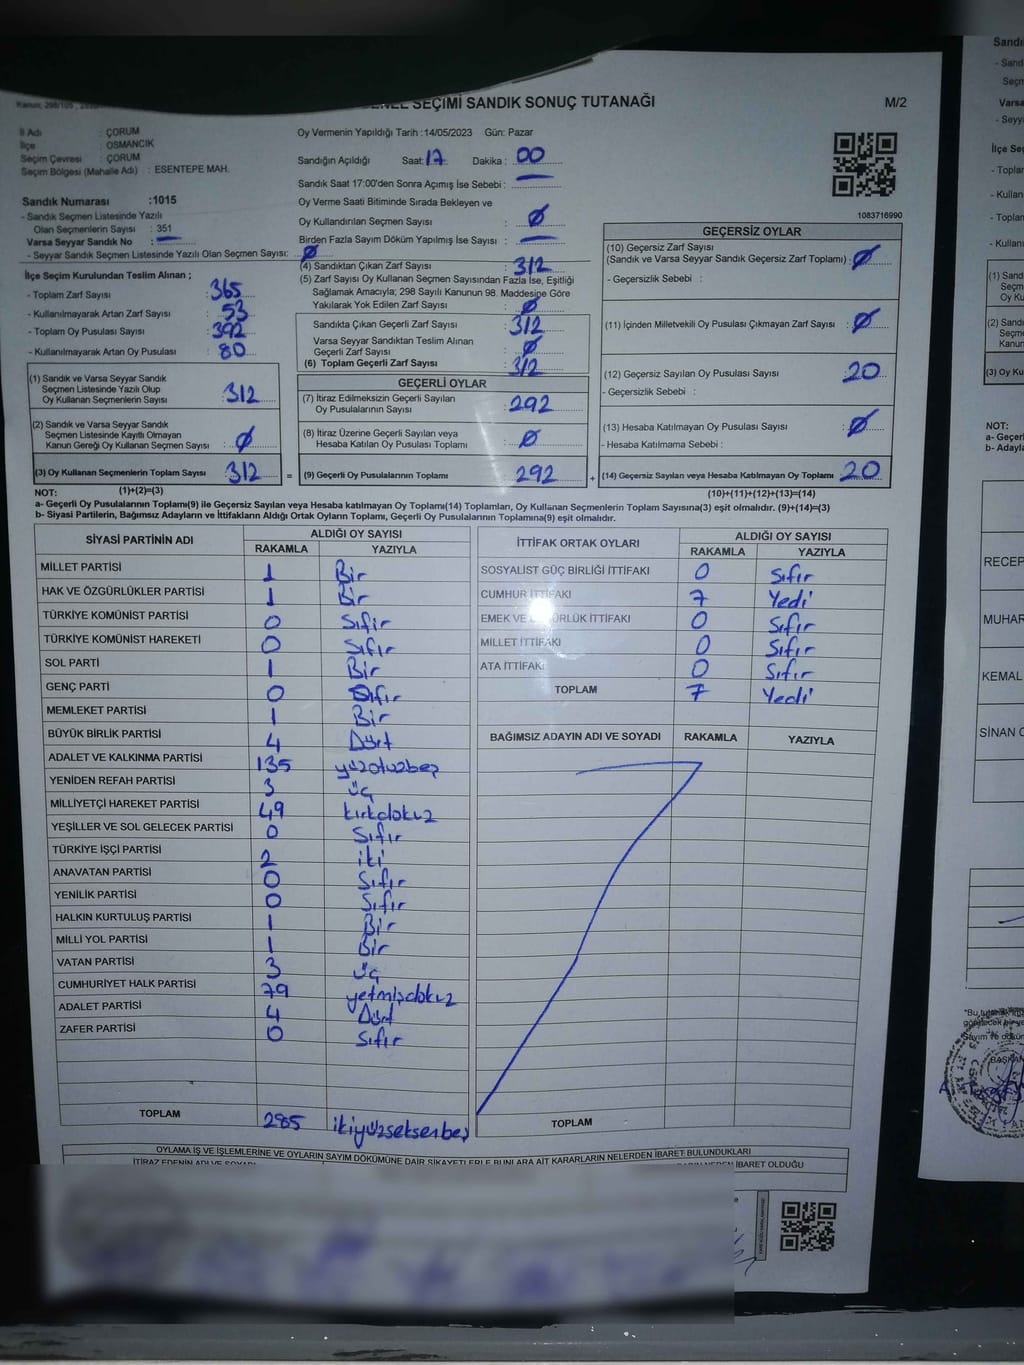 GENEL SEÇİMİ SANDIK SONUÇ TUTANAĞI
M/2
İl Adı : ÇORUM
İlçe : OSMANCIK
Seçim Çevresi : ÇORUM
Seçim Bölgesi (Mahalle Adı) : ESENTEPE MAH.
Oy Vermenin Yapıldığı Tarih :14/05/2023 Gün: Pazar
Sandığın Açıldığı Saat: 17 Dakika : 00
Sandık Saat 17:00'den Sonra Açımış İse Sebebi :
Sandık Numarası :1015
- Sandık Seçmen Listesinde Yazılı
Olan Seçmenlerin Sayısı : 351
Varsa Seyyar Sandık No : —
- Seyyar Sandık Seçmen Listesinde Yazılı Olan Seçmen Sayısı: Ø
Oy Verme Saati Bitiminde Sırada Bekleyen ve
Oy Kullandırılan Seçmen Sayısı : Ø
Birden Fazla Sayım Döküm Yapılmış İse Sayısı : —
1083716990
İlçe Seçim Kurulundan Teslim Alınan ;
- Toplam Zarf Sayısı : 365
- Kullanılmayarak Artan Zarf Sayısı : 53
- Toplam Oy Pusulası Sayısı : 392
- Kullanılmayarak Artan Oy Pusulası : 80
(4) Sandıktan Çıkan Zarf Sayısı : 312
(5) Zarf Sayısı Oy Kullanan Seçmen Sayısından Fazla İse, Eşitliği
Sağlamak Amacıyla; 298 Sayılı Kanunun 98. Maddesine Göre
Yakılarak Yok Edilen Zarf Sayısı : Ø
Sandıkta Çıkan Geçerli Zarf Sayısı : 312
Varsa Seyyar Sandıktan Teslim Alınan
Geçerli Zarf Sayısı : Ø
(6) Toplam Geçerli Zarf Sayısı : 312
GEÇERSİZ OYLAR
(10) Geçersiz Zarf Sayısı
(Sandık ve Varsa Seyyar Sandık Geçersiz Zarf Toplamı) : Ø
- Geçersizlik Sebebi :
(11) İçinden Milletvekili Oy Pusulası Çıkmayan Zarf Sayısı : Ø
(12) Geçersiz Sayılan Oy Pusulası Sayısı : 20
- Geçersizlik Sebebi :
(13) Hesaba Katılmayan Oy Pusulası Sayısı : Ø
- Hesaba Katılmama Sebebi :
(14) Geçersiz Sayılan veya Hesaba Katılmayan Oy Toplamı : 20
(10)+(11)+(12)+(13)=(14)
(1) Sandık ve Varsa Seyyar Sandık
Seçmen Listesinde Yazılı Olup
Oy Kullanan Seçmenlerin Sayısı : 312
(2) Sandık ve Varsa Seyyar Sandık
Seçmen Listesinde Kayıtlı Olmayan
Kanun Gereği Oy Kullanan Seçmen Sayısı : Ø
(3) Oy Kullanan Seçmenlerin Toplam Sayısı : 312 =
(1)+(2)=(3)
GEÇERLİ OYLAR
(7) İtiraz Edilmeksizin Geçerli Sayılan
Oy Pusulalarının Sayısı : 292
(8) İtiraz Üzerine Geçerli Sayılan veya
Hesaba Katılan Oy Pusulası Toplamı : Ø
(9) Geçerli Oy Pusulalarının Toplamı : 292 +
NOT:
a- Geçerli Oy Pusulalarının Toplamı(9) ile Geçersiz Sayılan veya Hesaba katılmayan Oy Toplamı(14) Toplamları, Oy Kullanan Seçmenlerin Toplam Sayısına(3) eşit olmalıdır. (9)+(14)=(3)
b- Siyasi Partilerin, Bağımsız Adayların ve İttifakların Aldığı Ortak Oyların Toplamı, Geçerli Oy Pusulalarının Toplamına(9) eşit olmalıdır.
SİYASİ PARTİNİN ADI ALDIĞI OY SAYISI
RAKAMLA YAZIYLA
MİLLET PARTİSİ 1 Bir
HAK VE ÖZGÜRLÜKLER PARTİSİ 1 Bir
TÜRKİYE KOMÜNİST PARTİSİ 0 Sıfır
TÜRKİYE KOMÜNİST HAREKETİ 0 Sıfır
SOL PARTİ 1 Bir
GENÇ PARTİ 0 Sıfır
MEMLEKET PARTİSİ 1 Bir
BÜYÜK BİRLİK PARTİSİ 4 Dört
ADALET VE KALKINMA PARTİSİ 135 yüzotuzbeş
YENİDEN REFAH PARTİSİ 3 üç
MİLLİYETÇİ HAREKET PARTİSİ 49 kırkdokuz
YEŞİLLER VE SOL GELECEK PARTİSİ 0 Sıfır
TÜRKİYE İŞÇİ PARTİSİ 2 iki
ANAVATAN PARTİSİ 0 Sıfır
YENİLİK PARTİSİ 0 Sıfır
HALKIN KURTULUŞ PARTİSİ 1 Bir
MİLLİ YOL PARTİSİ 1 Bir
VATAN PARTİSİ 3 üç
CUMHURİYET HALK PARTİSİ 79 yetmişdokuz
ADALET PARTİSİ 4 Dört
ZAFER PARTİSİ 0 Sıfır
TOPLAM 285 ikiyüzseksenbeş
İTTİFAK ORTAK OYLARI ALDIĞI OY SAYISI
RAKAMLA YAZIYLA
SOSYALİST GÜÇ BİRLİĞİ İTTİFAKI 0 Sıfır
CUMHUR İTTİFAKI 7 Yedi
EMEK VE ÖZGÜRLÜK İTTİFAKI 0 Sıfır
MİLLET İTTİFAKI 0 Sıfır
ATA İTTİFAKI 0 Sıfır
TOPLAM 7 Yedi
BAĞIMSIZ ADAYIN ADI VE SOYADI RAKAMLA YAZIYLA
TOPLAM
OYLAMA İŞ VE İŞLEMLERİNE VE OYLARIN SAYIM DÖKÜMÜNE DAİR ŞİKAYETLERLE BUNLARA AİT KARARLARIN NELERDEN İBARET BULUNDUKLARI
İTİRAZ EDENİN ADI VE SOYADI
İBARET OLDUĞU
NOT:
a- Geçer
b- Adayla
RECEP
MUHAR
KEMAL
SİNAN